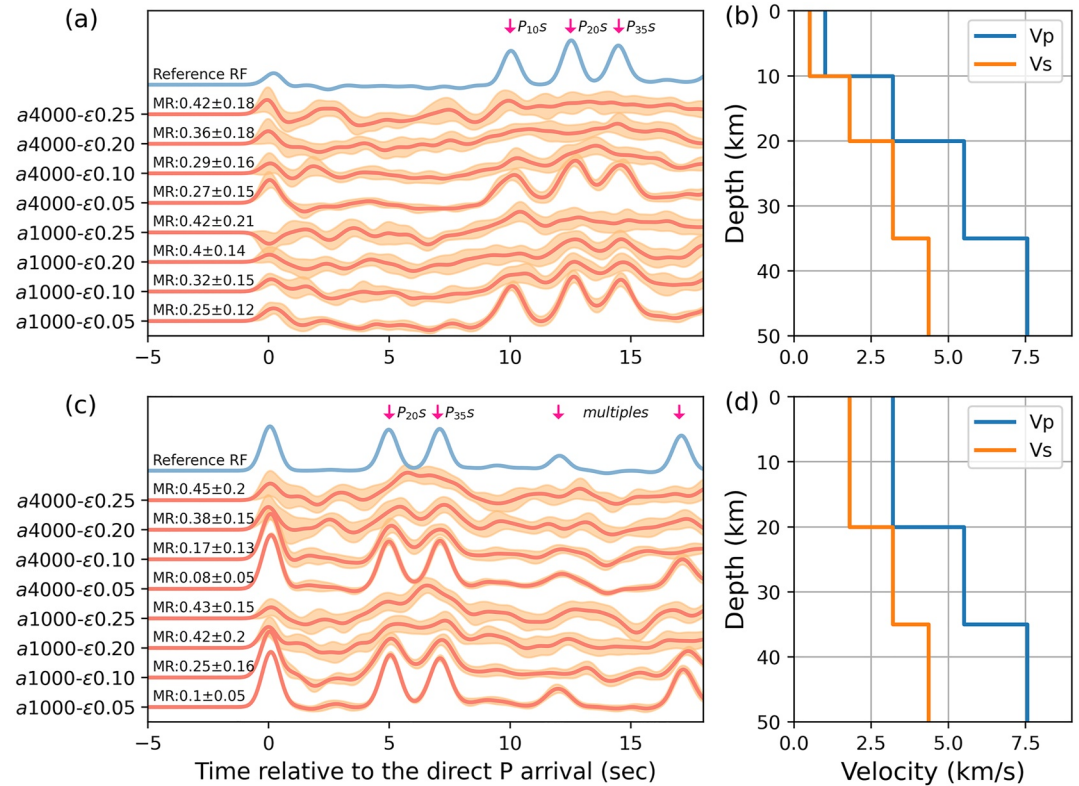 (a)
P10s P20s P35s
Reference RF
MR:0.42±0.18
a4000-ε0.25
MR:0.36±0.18
a4000-ε0.20
MR:0.29±0.16
a4000-ε0.10
MR:0.27±0.15
a4000-ε0.05
MR:0.42±0.21
a1000-ε0.25
MR:0.4±0.14
a1000-ε0.20
MR:0.32±0.15
a1000-ε0.10
MR:0.25±0.12
a1000-ε0.05
−5 0 5 10 15
(b)
Vp
Vs
Depth (km)
0
10
20
30
40
50
0.0 2.5 5.0 7.5
(c)
P20s P35s multiples
Reference RF
MR:0.45±0.2
a4000-ε0.25
MR:0.38±0.15
a4000-ε0.20
MR:0.17±0.13
a4000-ε0.10
MR:0.08±0.05
a4000-ε0.05
MR:0.43±0.15
a1000-ε0.25
MR:0.42±0.2
a1000-ε0.20
MR:0.25±0.16
a1000-ε0.10
MR:0.1±0.05
a1000-ε0.05
−5 0 5 10 15
Time relative to the direct P arrival (sec)
(d)
Vp
Vs
Depth (km)
0
10
20
30
40
50
0.0 2.5 5.0 7.5
Velocity (km/s)